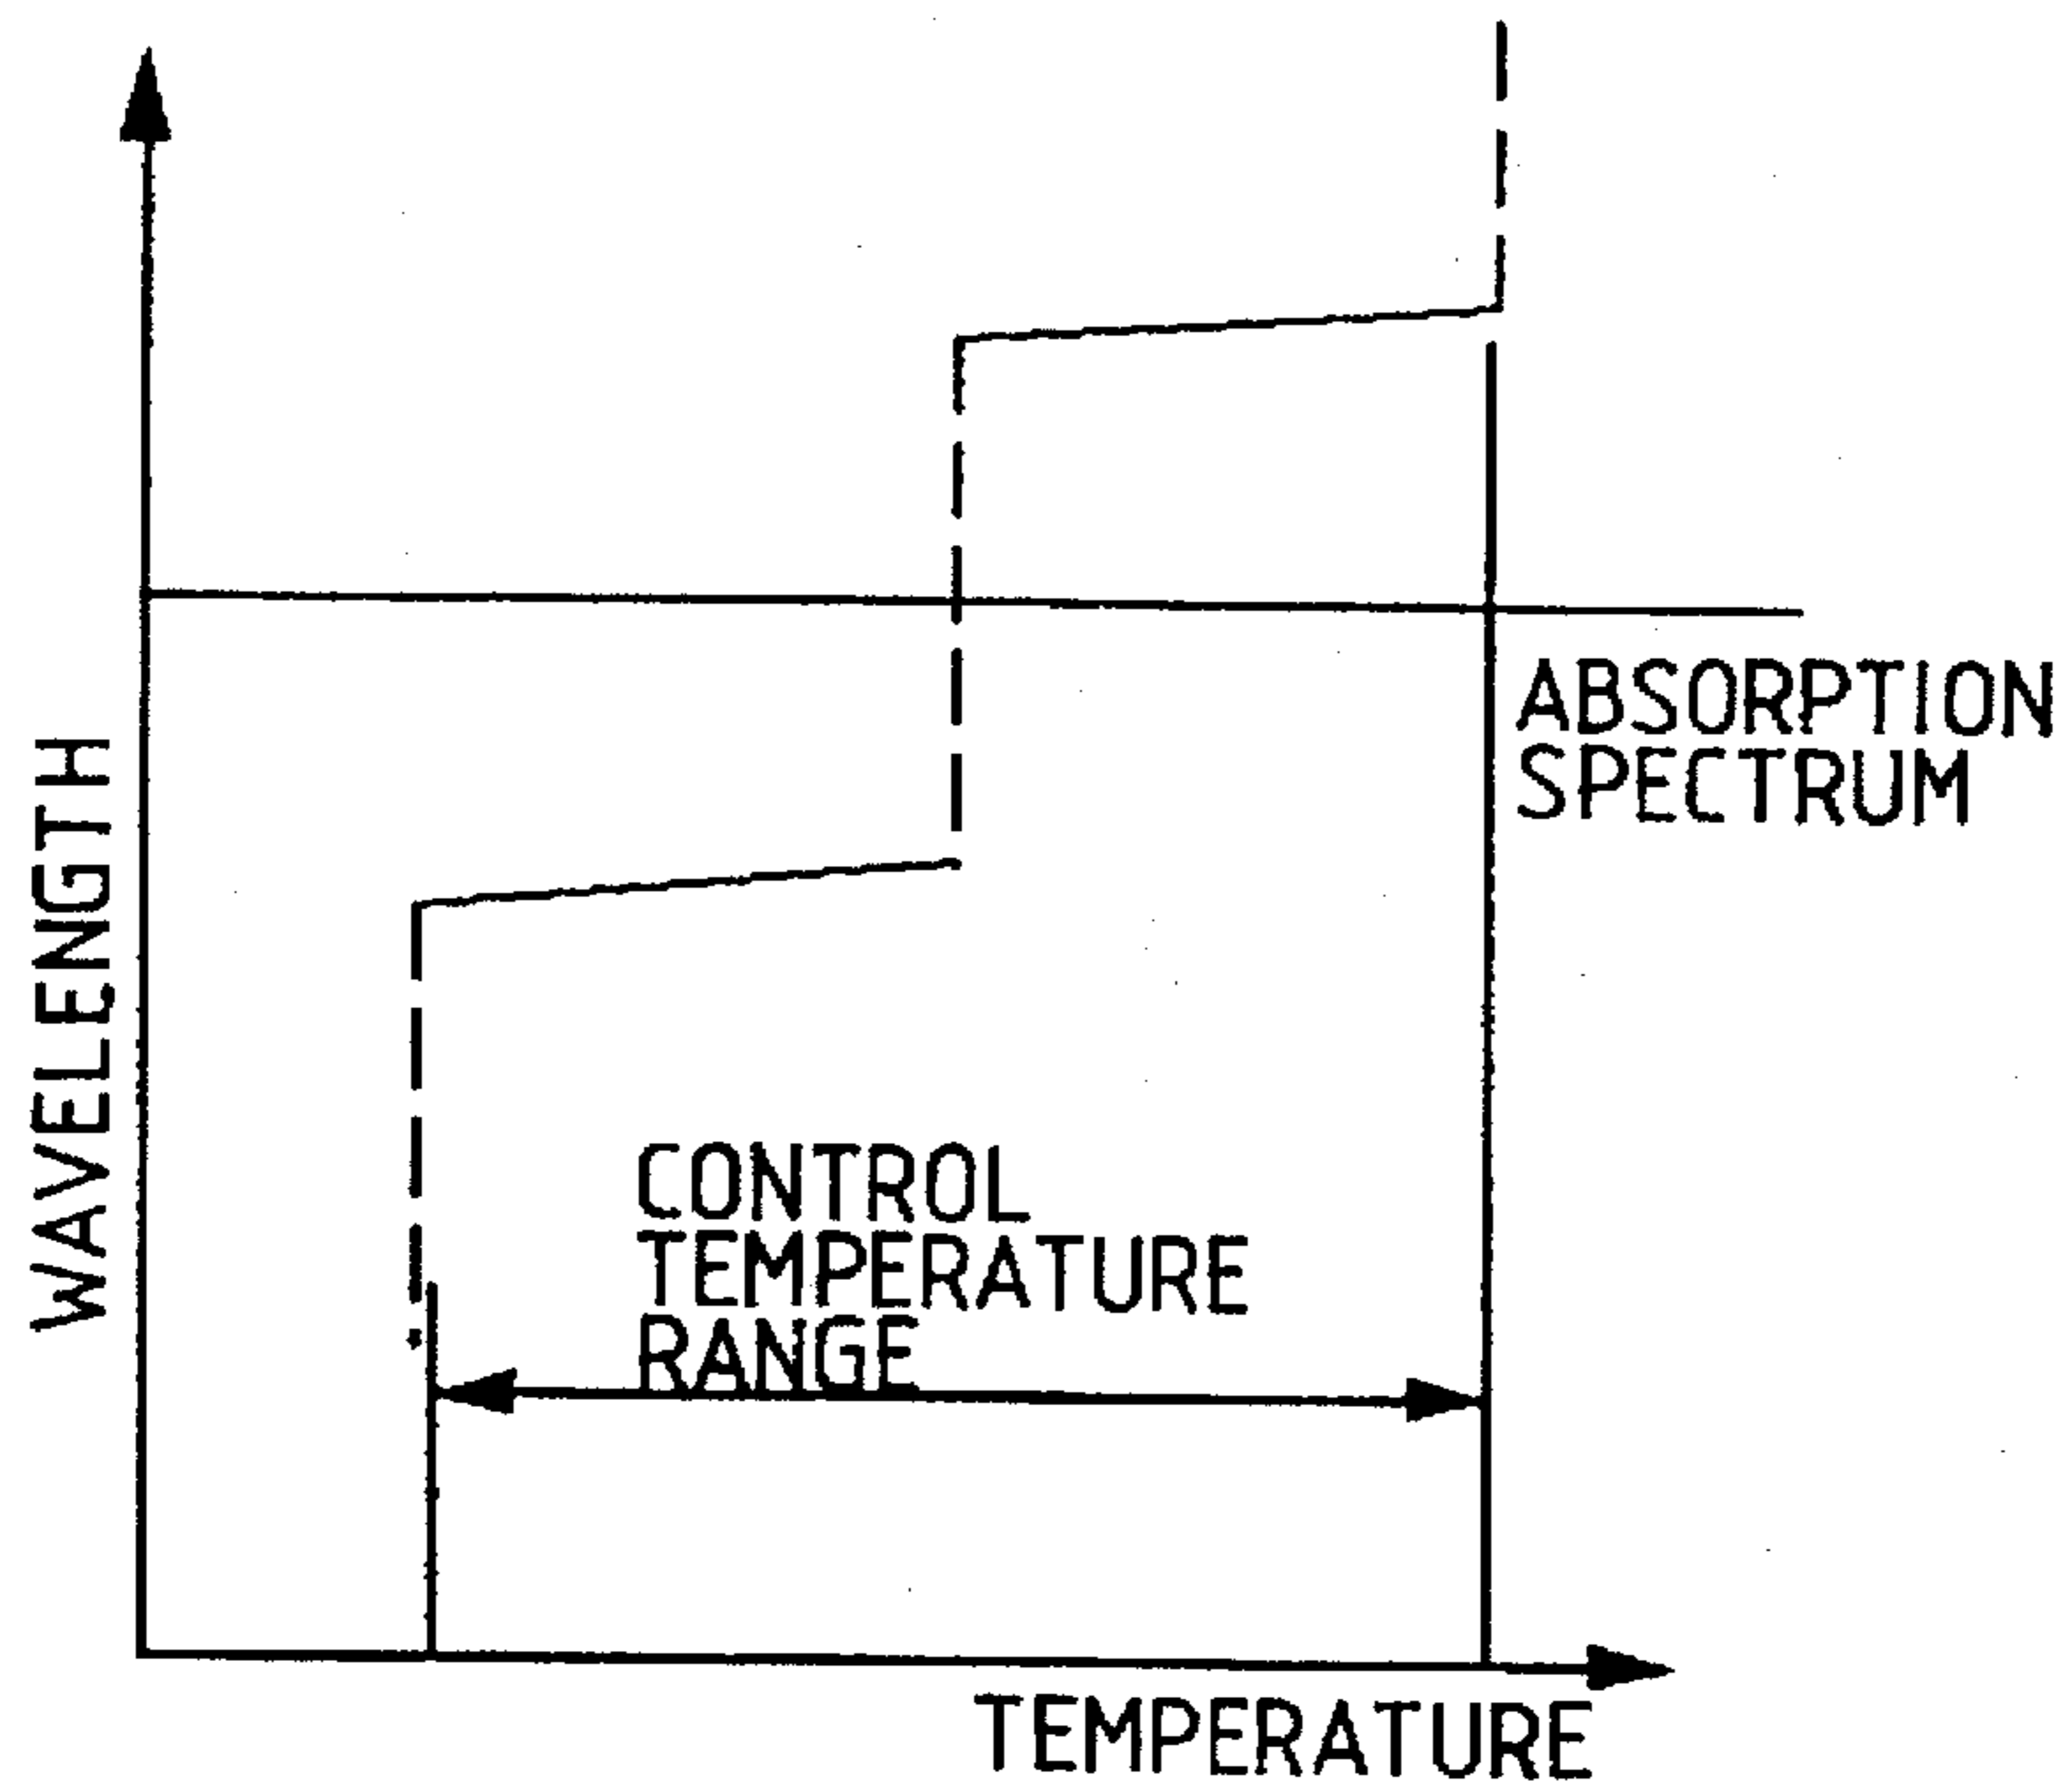 WAVELENGTH
ABSORPTION
SPECTRUM
CONTROL
TEMPERATURE
RANGE
TEMPERATURE